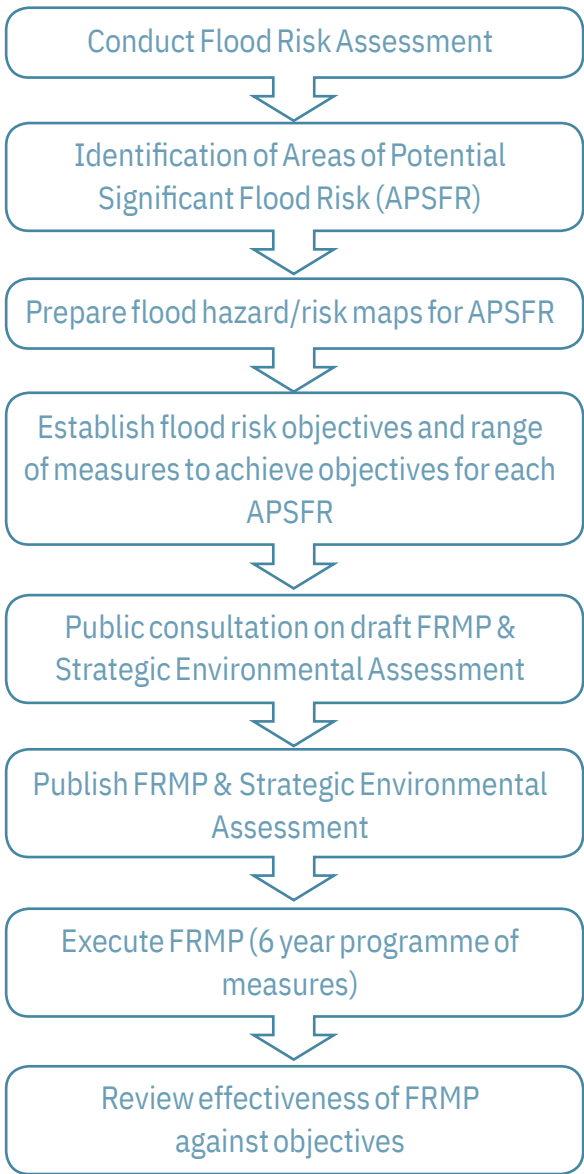 Conduct Flood Risk Assessment
Identification of Areas of Potential
Significant Flood Risk (APSFR)
Prepare flood hazard/risk maps for APSFR
Establish flood risk objectives and range
of measures to achieve objectives for each
APSFR
Public consultation on draft FRMP &
Strategic Environmental Assessment
Publish FRMP & Strategic Environmental
Assessment
Execute FRMP (6 year programme of
measures)
Review effectiveness of FRMP
against objectives